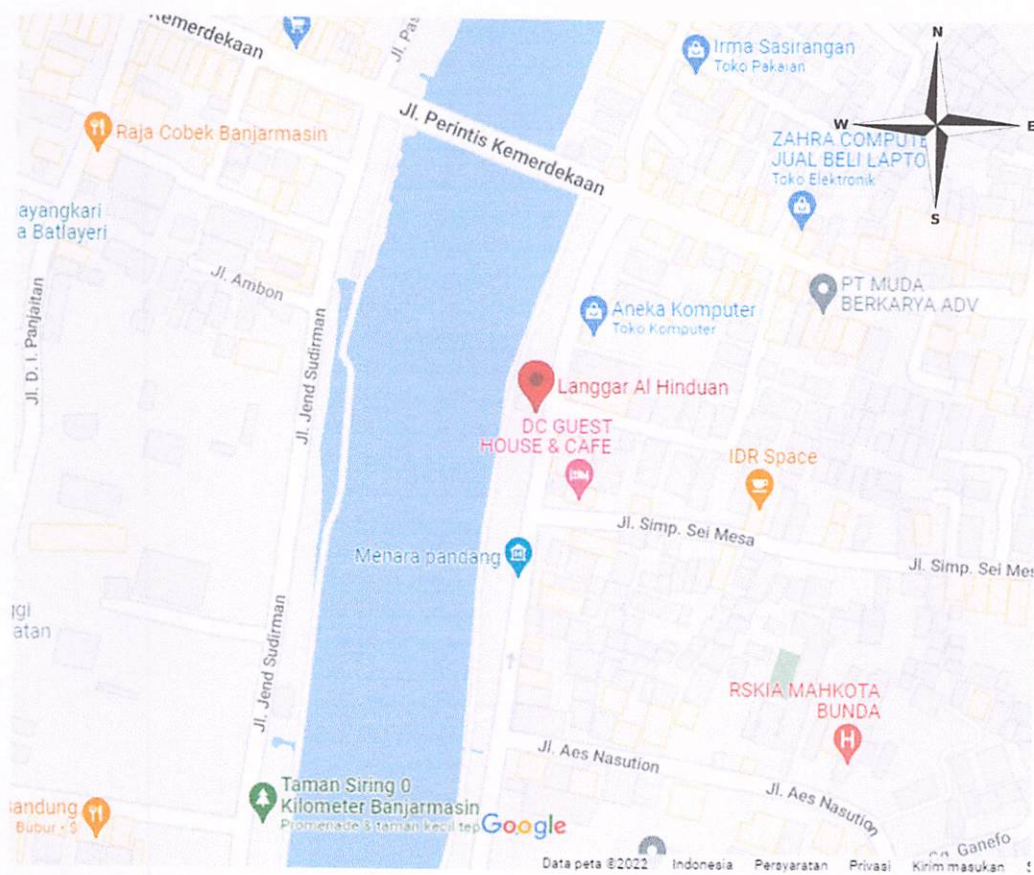 Kemerdekaan
Jl. Pas
Irma Sasirangan
Toko Pakaian
N
W
E
S
Raja Cobek Banjarmasin
Jl. Perintis Kemerdekaan
ZAHRA COMPUTE
JUAL BELI LAPTO
Toko Elektronik
ayangkari
a Batlayeri
Jl. Ambon
PT MUDA
BERKARYA ADV
Aneka Komputer
Toko Komputer
Jl. D. I. Panjaitan
Jl. Jend Sudirman
Langgar Al Hinduan
DC GUEST
HOUSE & CAFE
IDR Space
Jl. Simp. Sei Mesa
Menara pandang
Jl. Simp. Sei Mes
ggi
atan
Jl. Jend Sudirman
RSKIA MAHKOTA
BUNDA
H
Jl. Aes Nasution
Jl. Aes Nasution
Taman Siring 0
Kilometer Banjarmasin
Promenade & taman kecil tep
Google
andung
Bubur • $
Gg. Ganefo
Data peta ©2022 Indonesia Persyaratan Privasi Kirim masukan